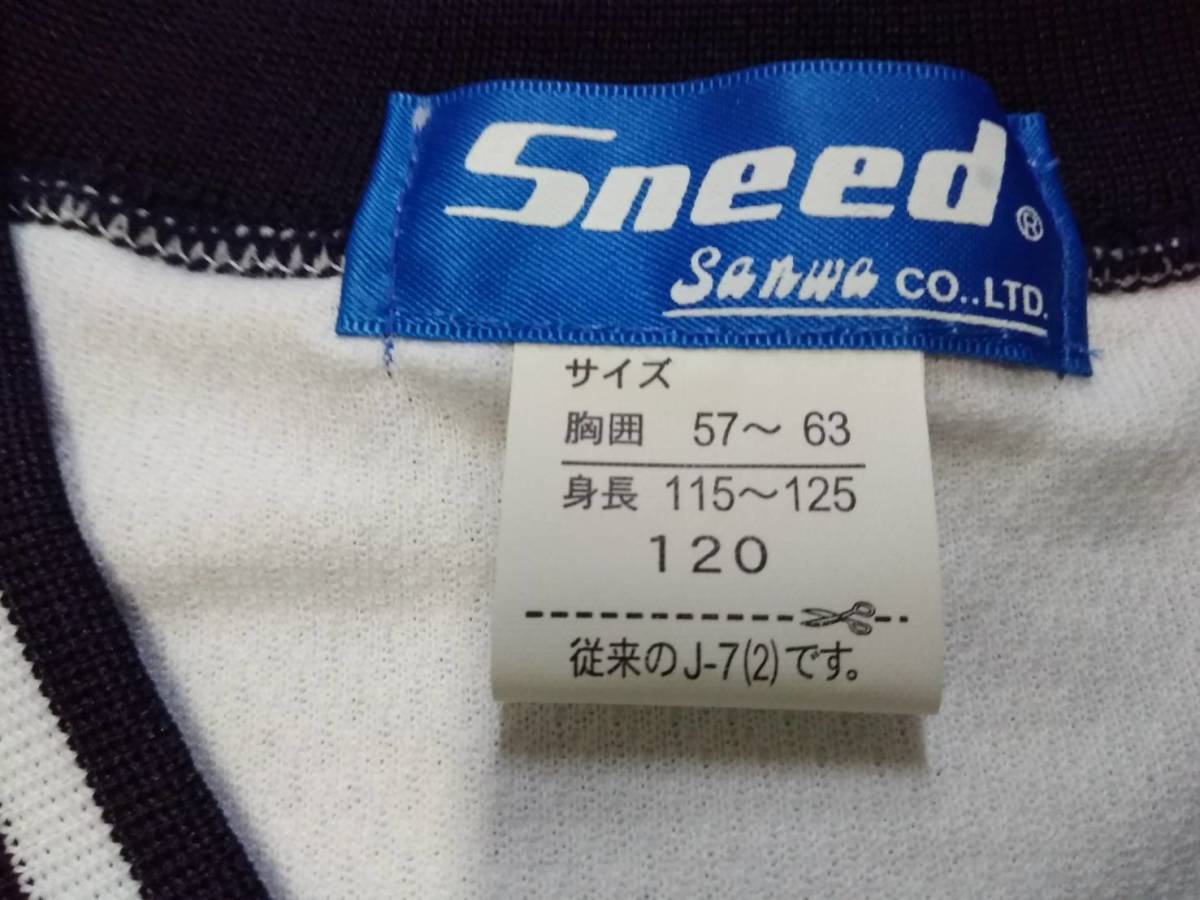 Sneed®
Sanwa CO..LTD.
サイズ
胸囲 57～63
身長 115～125
120
従来のJ-7(2)です。